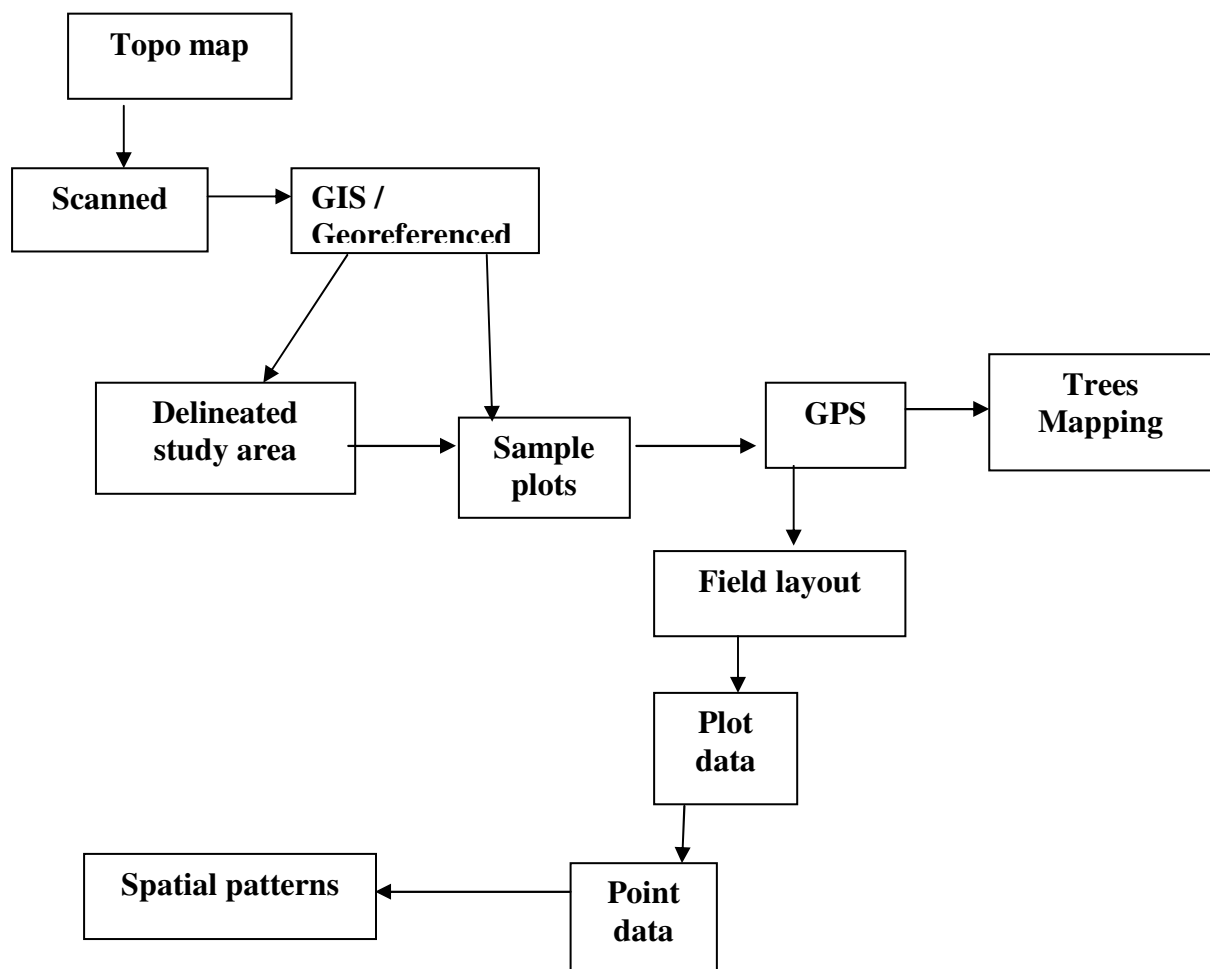 Topo map
Scanned
GIS /
Georeferenced
Delineated
study area
Sample
plots
GPS
Trees
Mapping
Field layout
Plot
data
Point
data
Spatial patterns